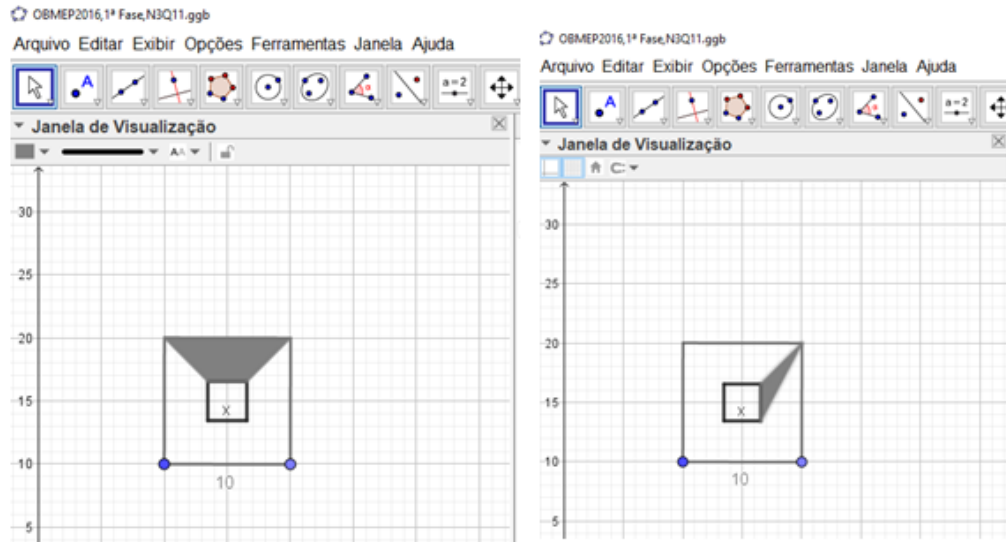 OBMEP2016,1ª Fase,N3Q11.ggb
Arquivo Editar Exibir Opções Ferramentas Janela Ajuda
A
a=2
Janela de Visualização
AA
30
25
20
15
10
5
X
10
OBMEP2016,1ª Fase,N3Q11.ggb
Arquivo Editar Exibir Opções Ferramentas Janela Ajuda
A
a=2
Janela de Visualização
30
25
20
15
10
5
X
10